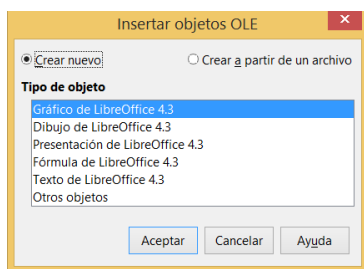 Insertar objetos OLE
Crear nuevo Crear a partir de un archivo
Tipo de objeto
Gráfico de LibreOffice 4.3
Dibujo de LibreOffice 4.3
Presentación de LibreOffice 4.3
Fórmula de LibreOffice 4.3
Texto de LibreOffice 4.3
Otros objetos
Aceptar Cancelar Ayuda